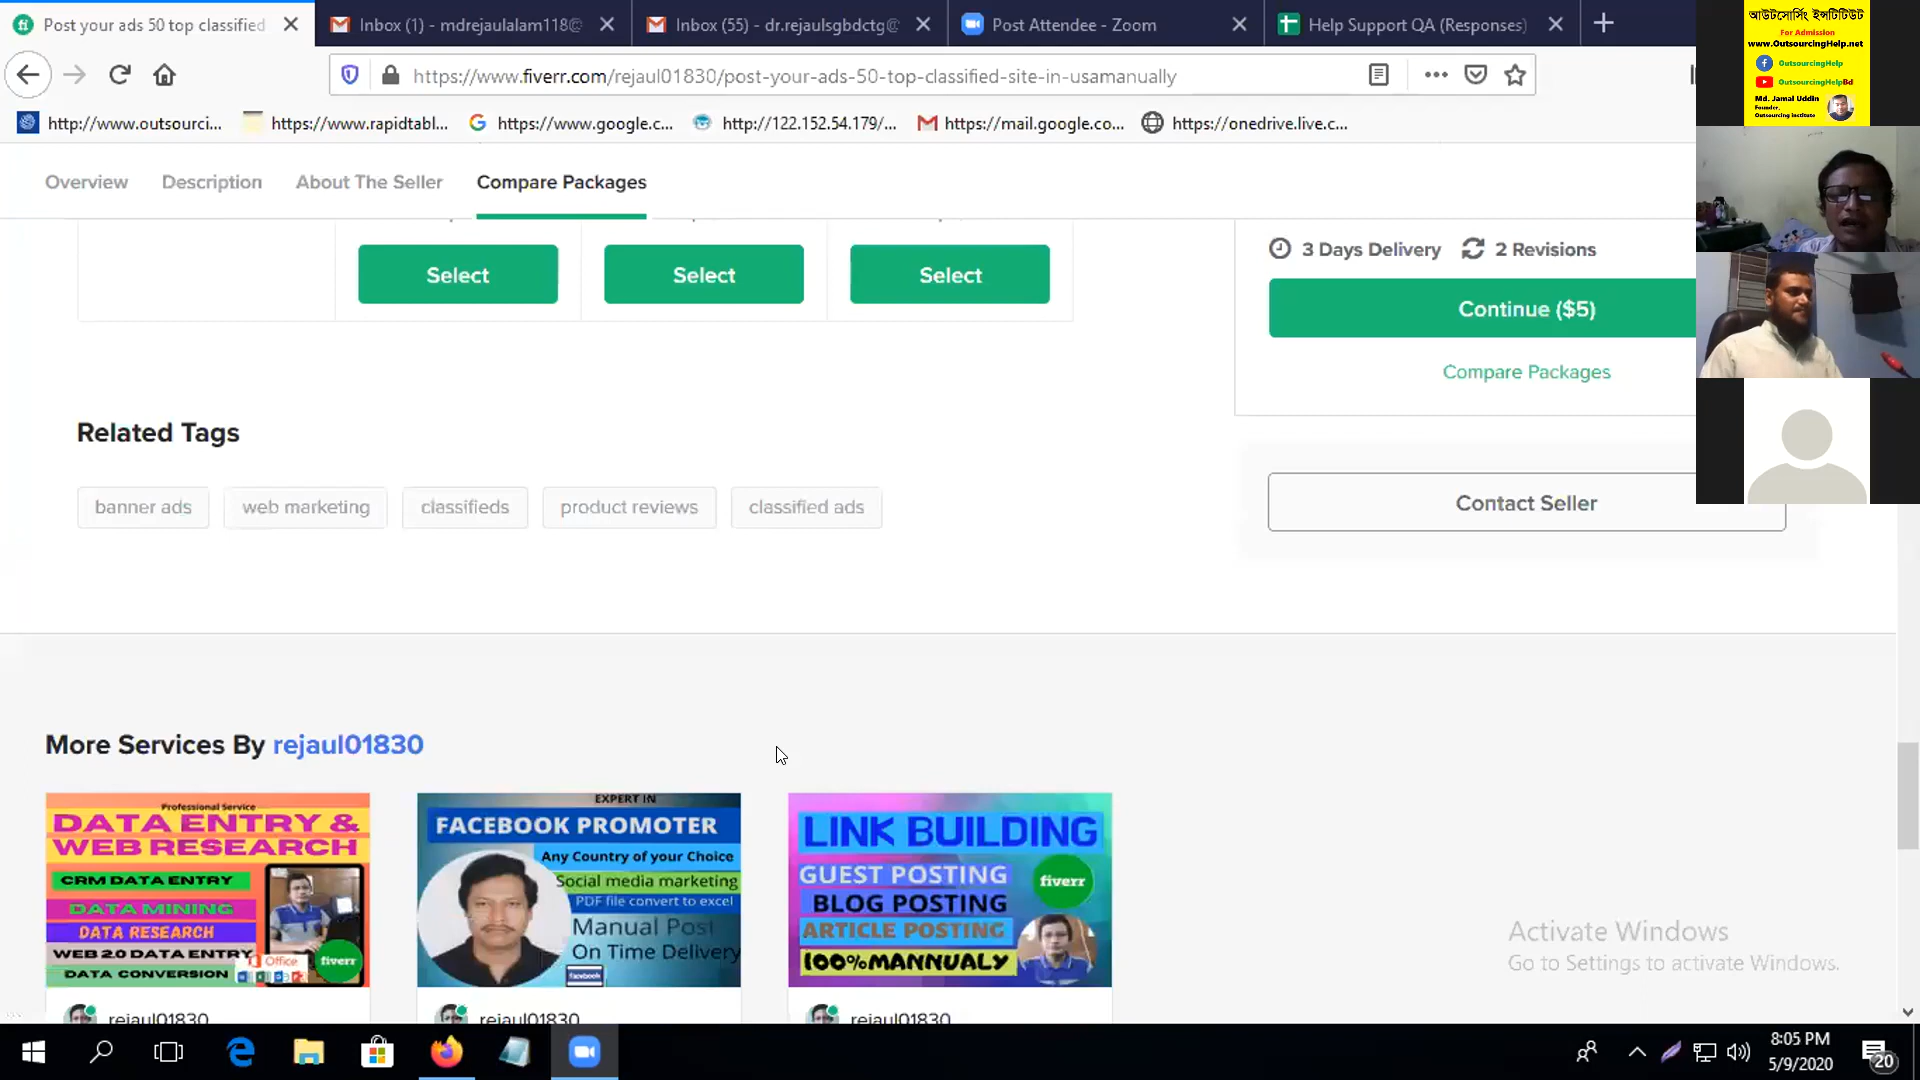 Post your ads 50 top classified
Inbox (1) - mdrejaulalam118@
Inbox (55) - dr.rejaulsgbdctg@
Post Attendee - Zoom
Help Support QA (Responses)
https://www.fiverr.com/rejaul01830/post-your-ads-50-top-classified-site-in-usamanually
http://www.outsourci...
https://www.rapidtabl...
https://www.google.c...
http://122.152.54.179/...
https://mail.google.co...
https://onedrive.live.c...
আউটসোর্সিং ইন্সটিটিউট
For Admission
www.OutsourcingHelp.net
OutsourcingHelp
OutsourcingHelpBd
Md. Jamal Uddin
Founder,
Outsourcing Institute
Overview
Description
About The Seller
Compare Packages
Select
Select
Select
3 Days Delivery
2 Revisions
Continue ($5)
Compare Packages
Contact Seller
Related Tags
banner ads
web marketing
classifieds
product reviews
classified ads
More Services By rejaul01830
Professional Service
DATA ENTRY &
WEB RESEARCH
CRM DATA ENTRY
DATA MINING
DATA RESEARCH
WEB 2.0 DATA ENTRY
DATA CONVERSION
Office
fiverr
EXPERT IN
FACEBOOK PROMOTER
Any Country of your Choice
Social media marketing
PDF file convert to excel
Manual Post
On Time Delivery
facebook
LINK BUILDING
GUEST POSTING
BLOG POSTING
ARTICLE POSTING
100%MANNUALY
fiverr
rejaul01830
rejaul01830
rejaul01830
Activate Windows
Go to Settings to activate Windows.
8:05 PM
5/9/2020
20